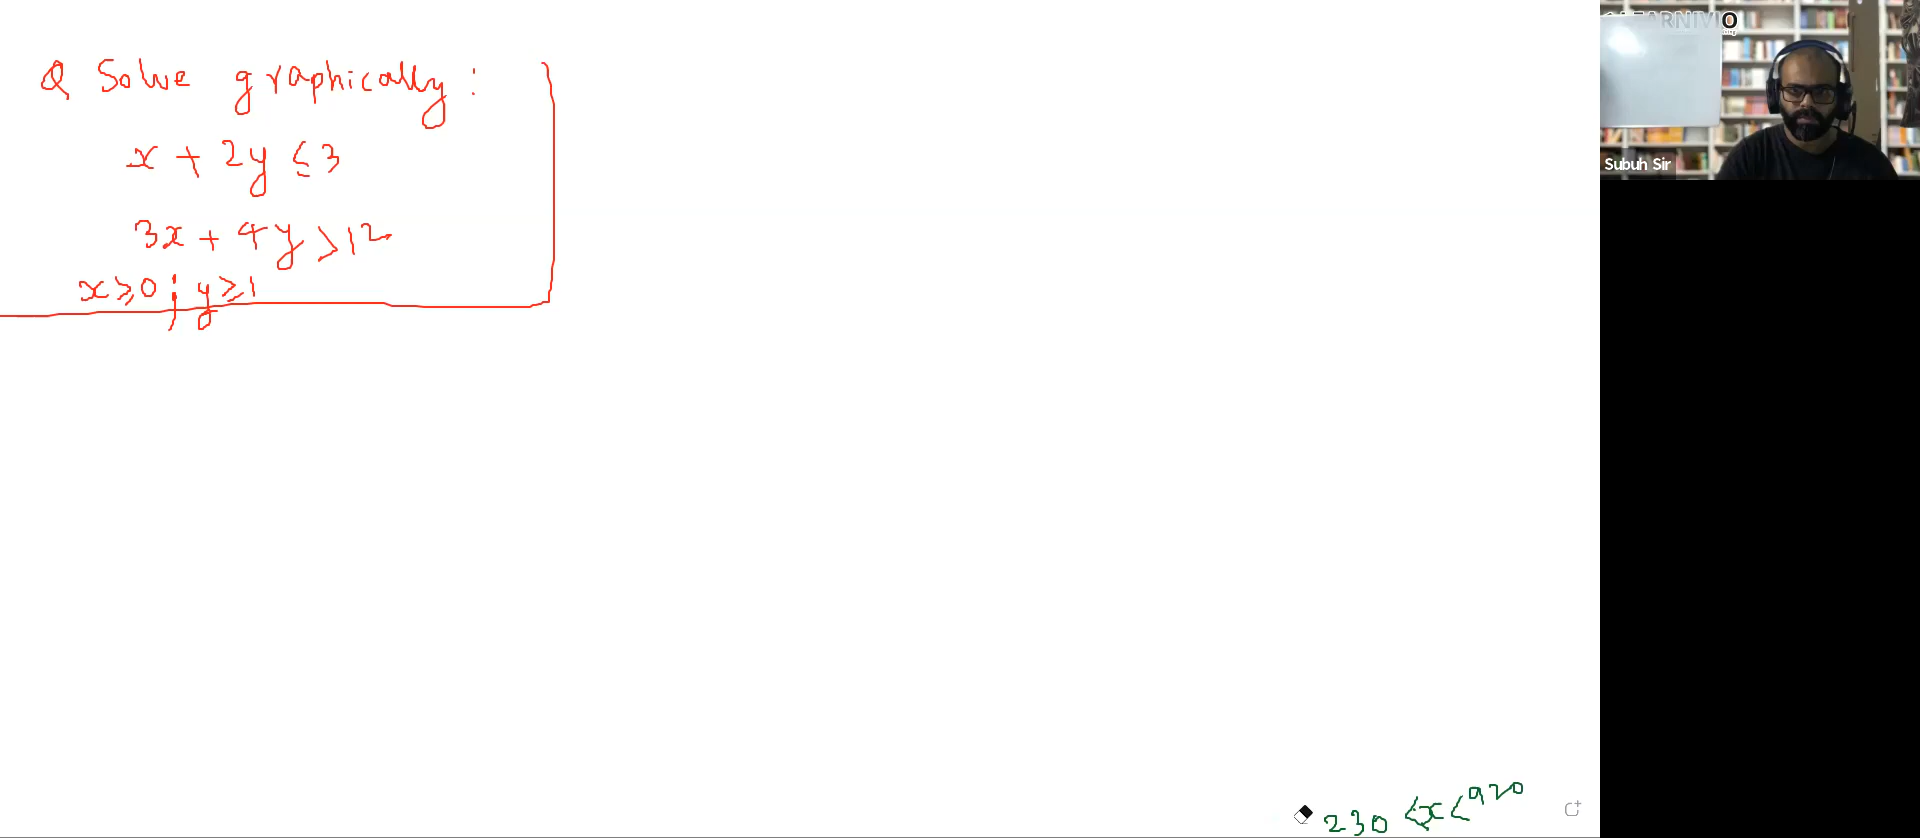 Q Solve graphically:
x + 2y ≤ 3
3x + 4y > 12
x ≥ 0 ; y ≥ 1
230 < x < 920
Subuh Sir